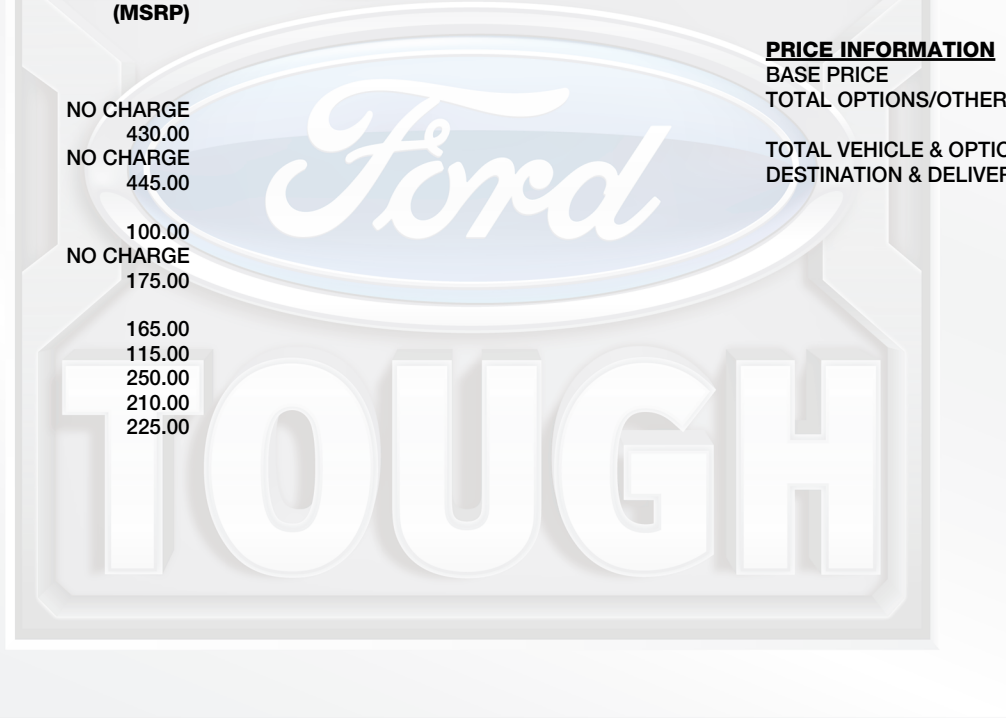 (MSRP)
NO CHARGE
430.00
NO CHARGE
445.00
100.00
NO CHARGE
175.00
165.00
115.00
250.00
210.00
225.00
PRICE INFORMATION
BASE PRICE
TOTAL OPTIONS/OTHER
TOTAL VEHICLE & OPTIO
DESTINATION & DELIVER
Ford
TOUGH